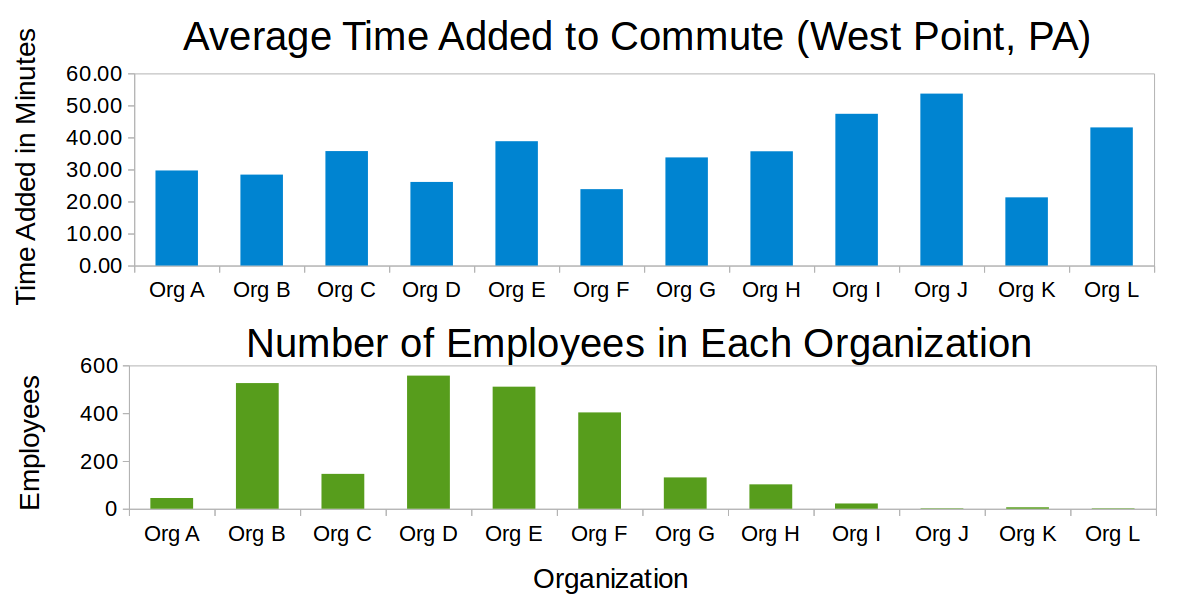 Average Time Added to Commute (West Point, PA)
Time Added in Minutes
60.00
50.00
40.00
30.00
20.00
10.00
0.00
Org A Org B Org C Org D Org E Org F Org G Org H Org I Org J Org K Org L
Number of Employees in Each Organization
Employees
600
400
200
0
Org A Org B Org C Org D Org E Org F Org G Org H Org I Org J Org K Org L
Organization